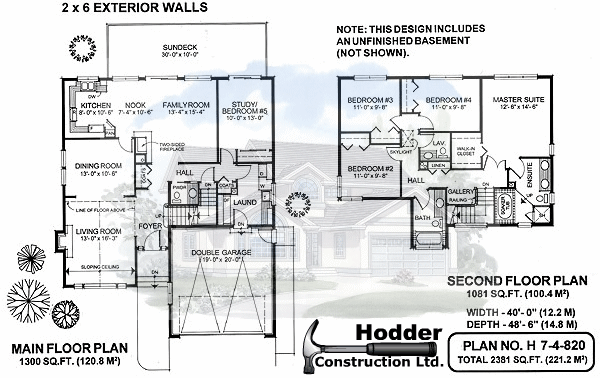 2 x 6 EXTERIOR WALLS
NOTE: THIS DESIGN INCLUDES
AN UNFINISHED BASEMENT
(NOT SHOWN).
SUNDECK
30'-0" x 10'-0"
DW
KITCHEN
8'-0" x 10'-6"
NOOK
7'-4" x 10'-6"
FAMILY ROOM
13'-4" x 15'-4"
STUDY/
BEDROOM #5
10'-0" x 13'-0"
TWO-SIDED
FIREPLACE
DINING ROOM
13'-0" x 10'-6"
COATS
HALL
DN
PWDR
COATS
D
W
LAUND
LINE OF FLOOR ABOVE
LIVING ROOM
13'-0" x 16'-3"
SLOPING CEILING
FOYER
UP
DN
DOUBLE GARAGE
19'-0" x 20'-0"
MAIN FLOOR PLAN
1300 SQ.FT. (120.8 M²)
BEDROOM #3
11'-0" x 9'-8"
BEDROOM #4
11'-0" x 9'-8"
MASTER SUITE
12'-6" x 14'-6"
SKYLIGHT
LAV.
WALK-IN
CLOSET
LINEN
BEDROOM #2
11'-0" x 9'-8"
HALL
GALLERY
RAILING
DN
SOAKER
TUB
ENSUITE
SH
BATH
SECOND FLOOR PLAN
1081 SQ.FT. (100.4 M²)
WIDTH - 40'- 0" (12.2 M)
DEPTH - 48'- 6" (14.8 M)
Hodder
Construction Ltd.
PLAN NO. H 7-4-820
TOTAL 2381 SQ.FT. (221.2 M²)